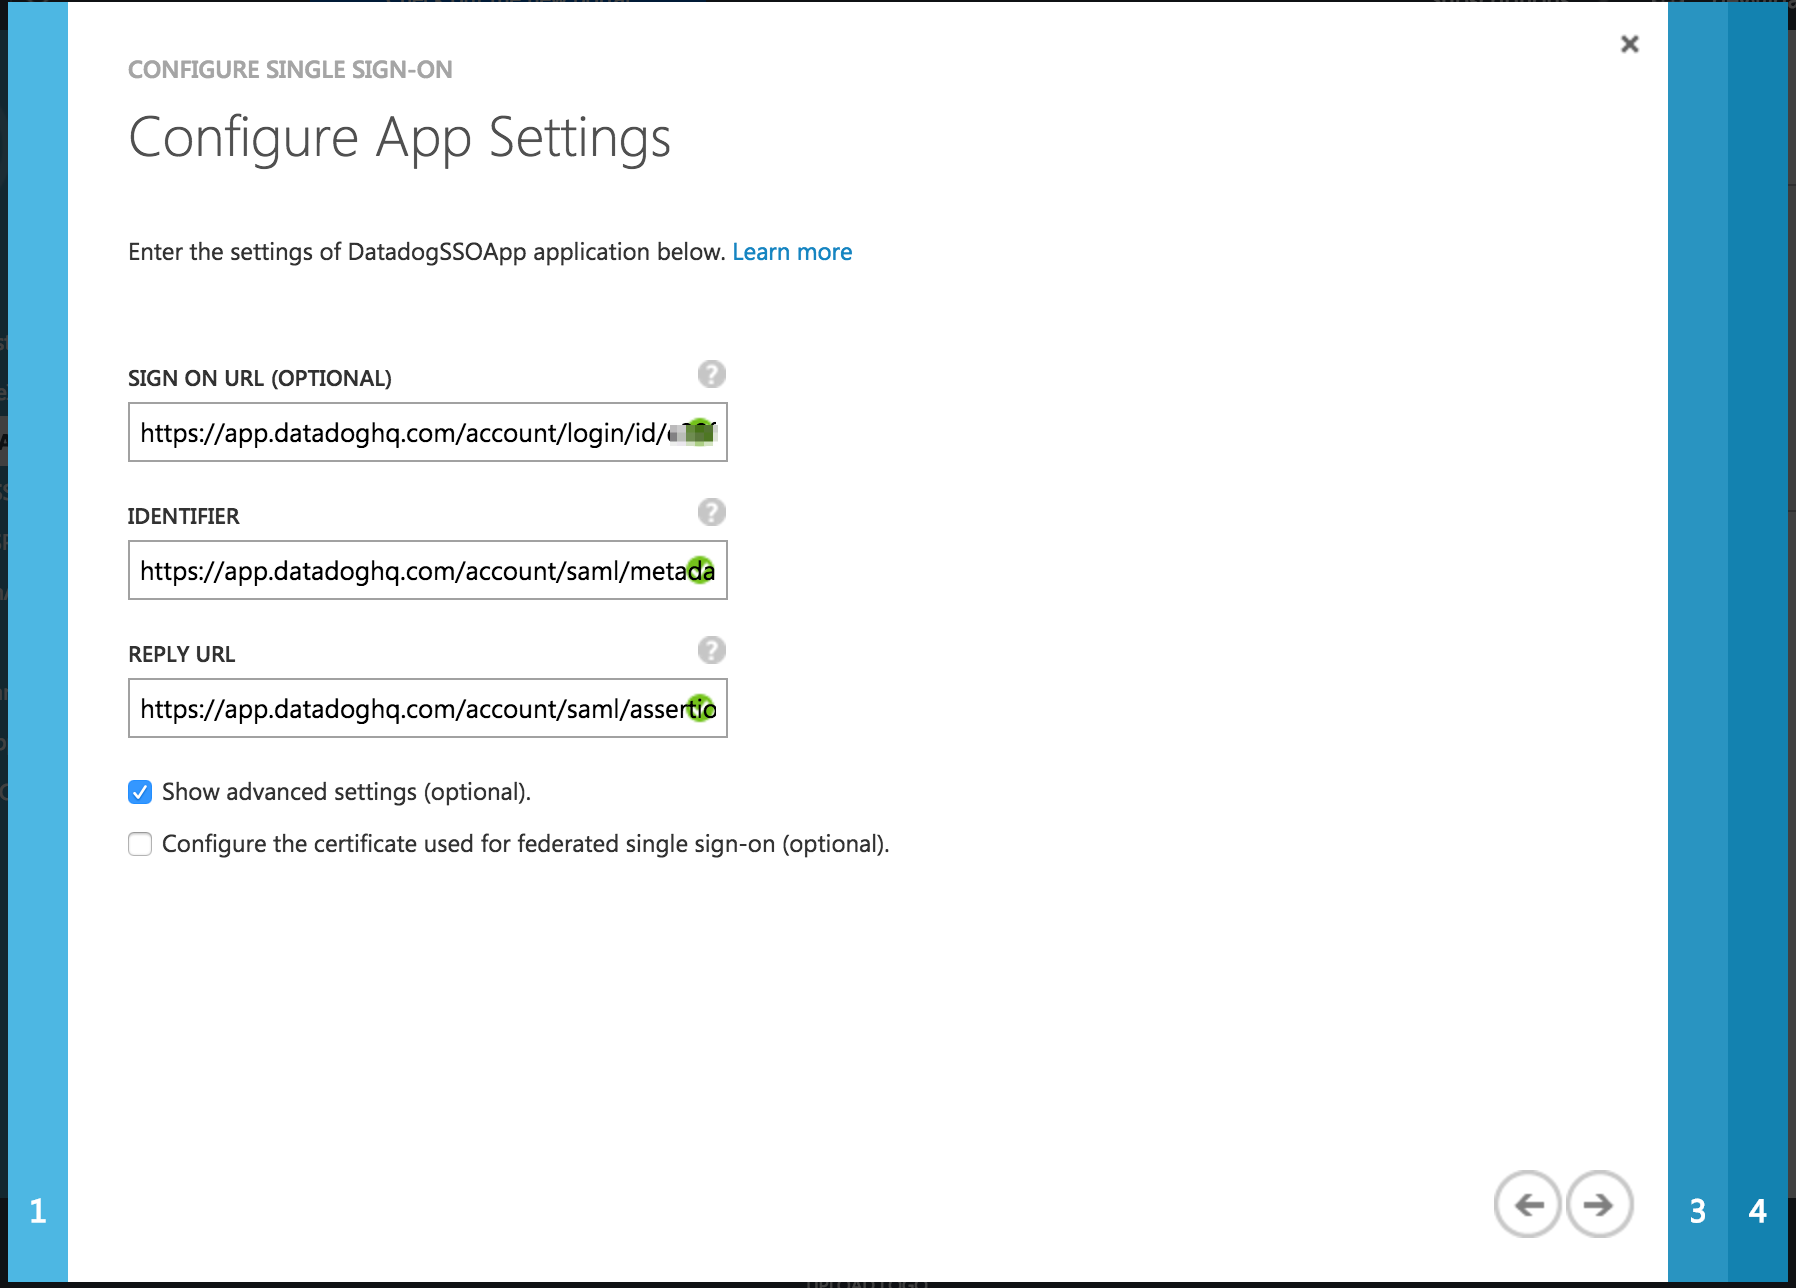 CONFIGURE SINGLE SIGN-ON
Configure App Settings
Enter the settings of DatadogSSOApp application below. Learn more
SIGN ON URL (OPTIONAL)
https://app.datadoghq.com/account/login/id/
IDENTIFIER
https://app.datadoghq.com/account/saml/metada
REPLY URL
https://app.datadoghq.com/account/saml/assertio
Show advanced settings (optional).
Configure the certificate used for federated single sign-on (optional).
1
3
4